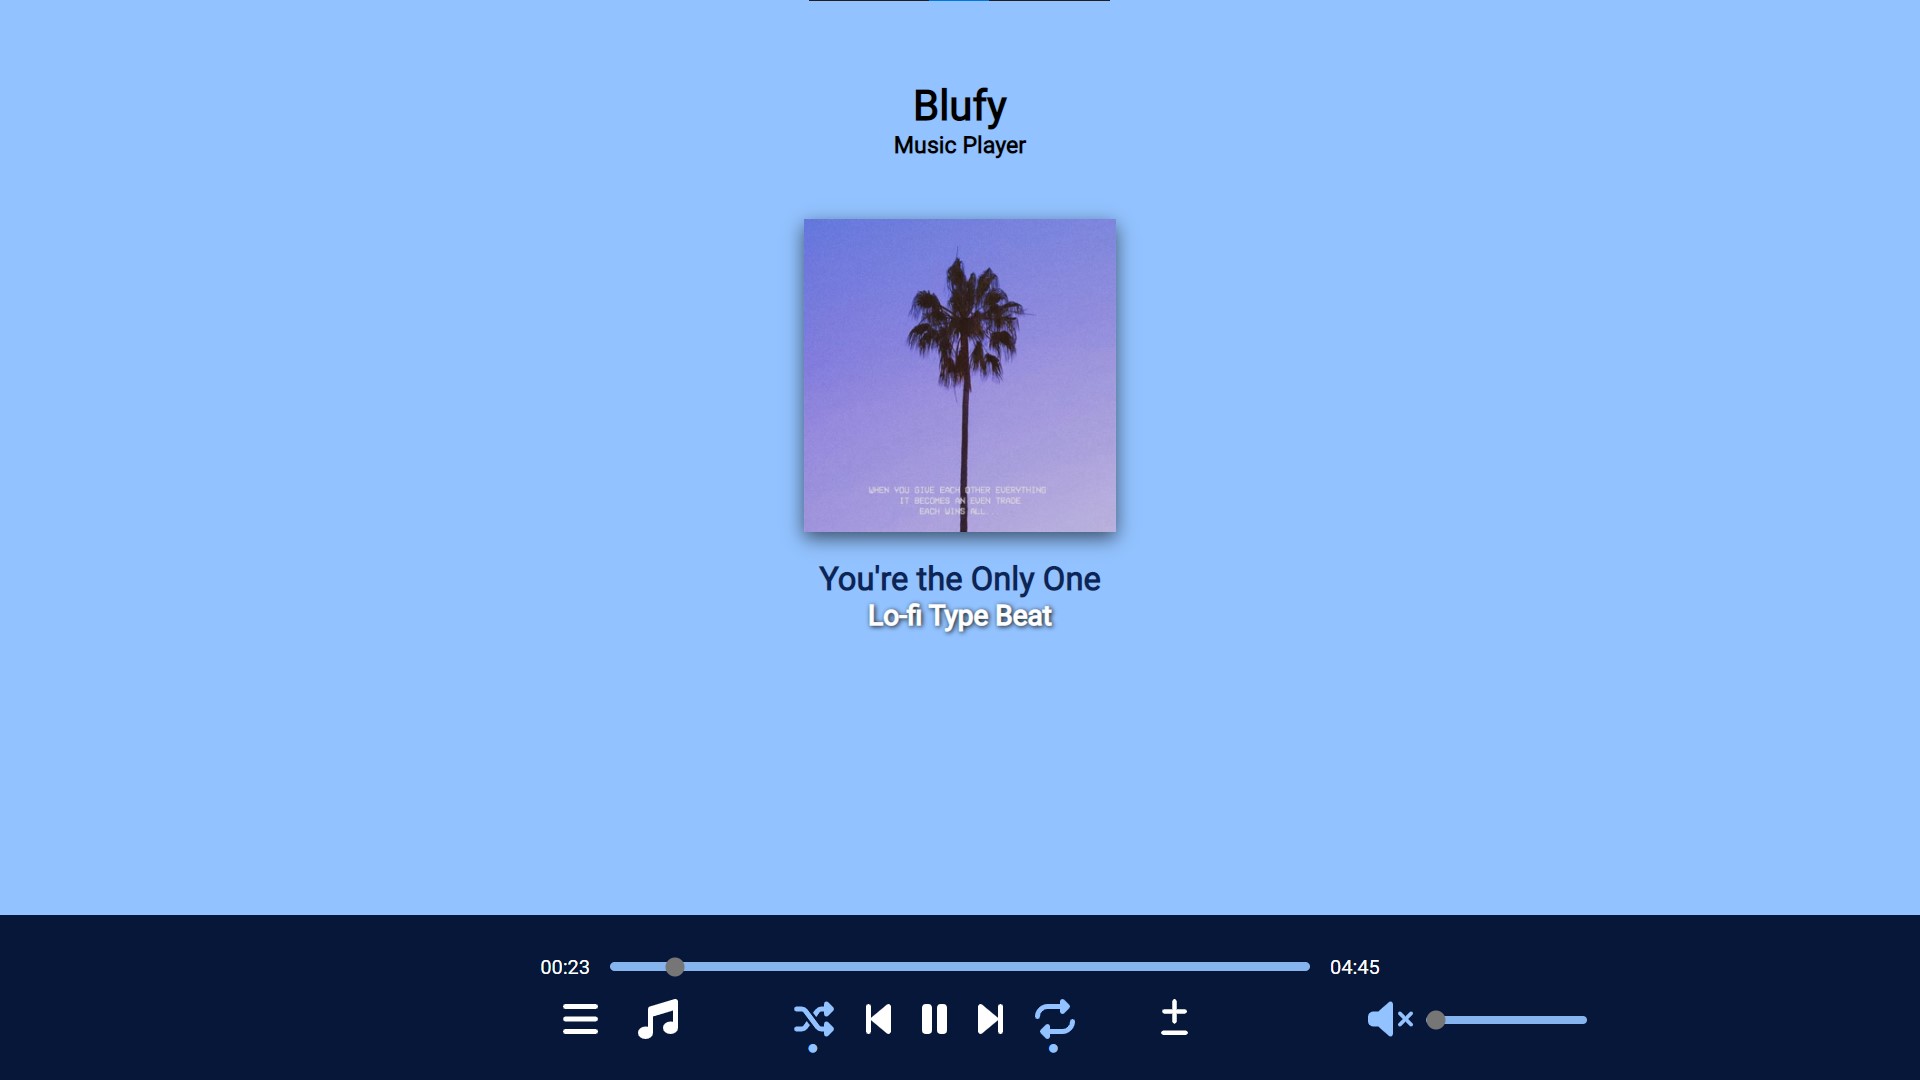 Blufy
Music Player
WHEN YOU GIVE EACH OTHER EVERYTHING
IT BECOMES AN EVEN TRADE
EACH WINS ALL..
You're the Only One
Lo-fi Type Beat
00:23
04:45